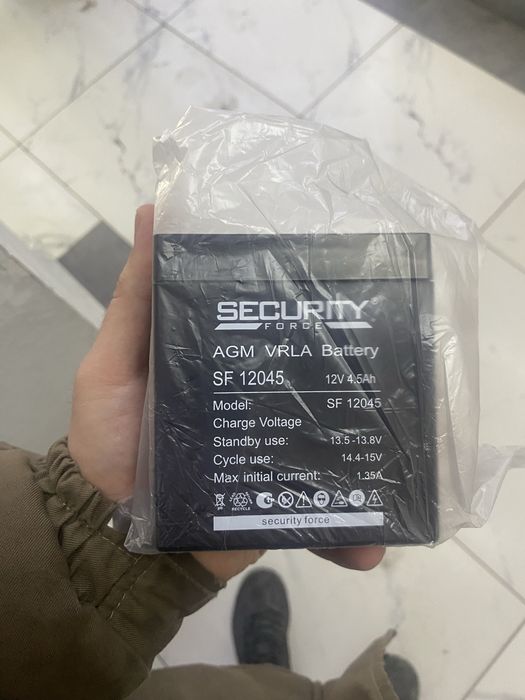 SECURITY®
FORCE
AGM VRLA Battery
SF 12045 12V 4.5Ah
Model: SF 12045
Charge Voltage
Standby use: 13.5-13.8V
Cycle use: 14.4-15V
Max initial current: 1.35A
Pb RECYCLE
security force